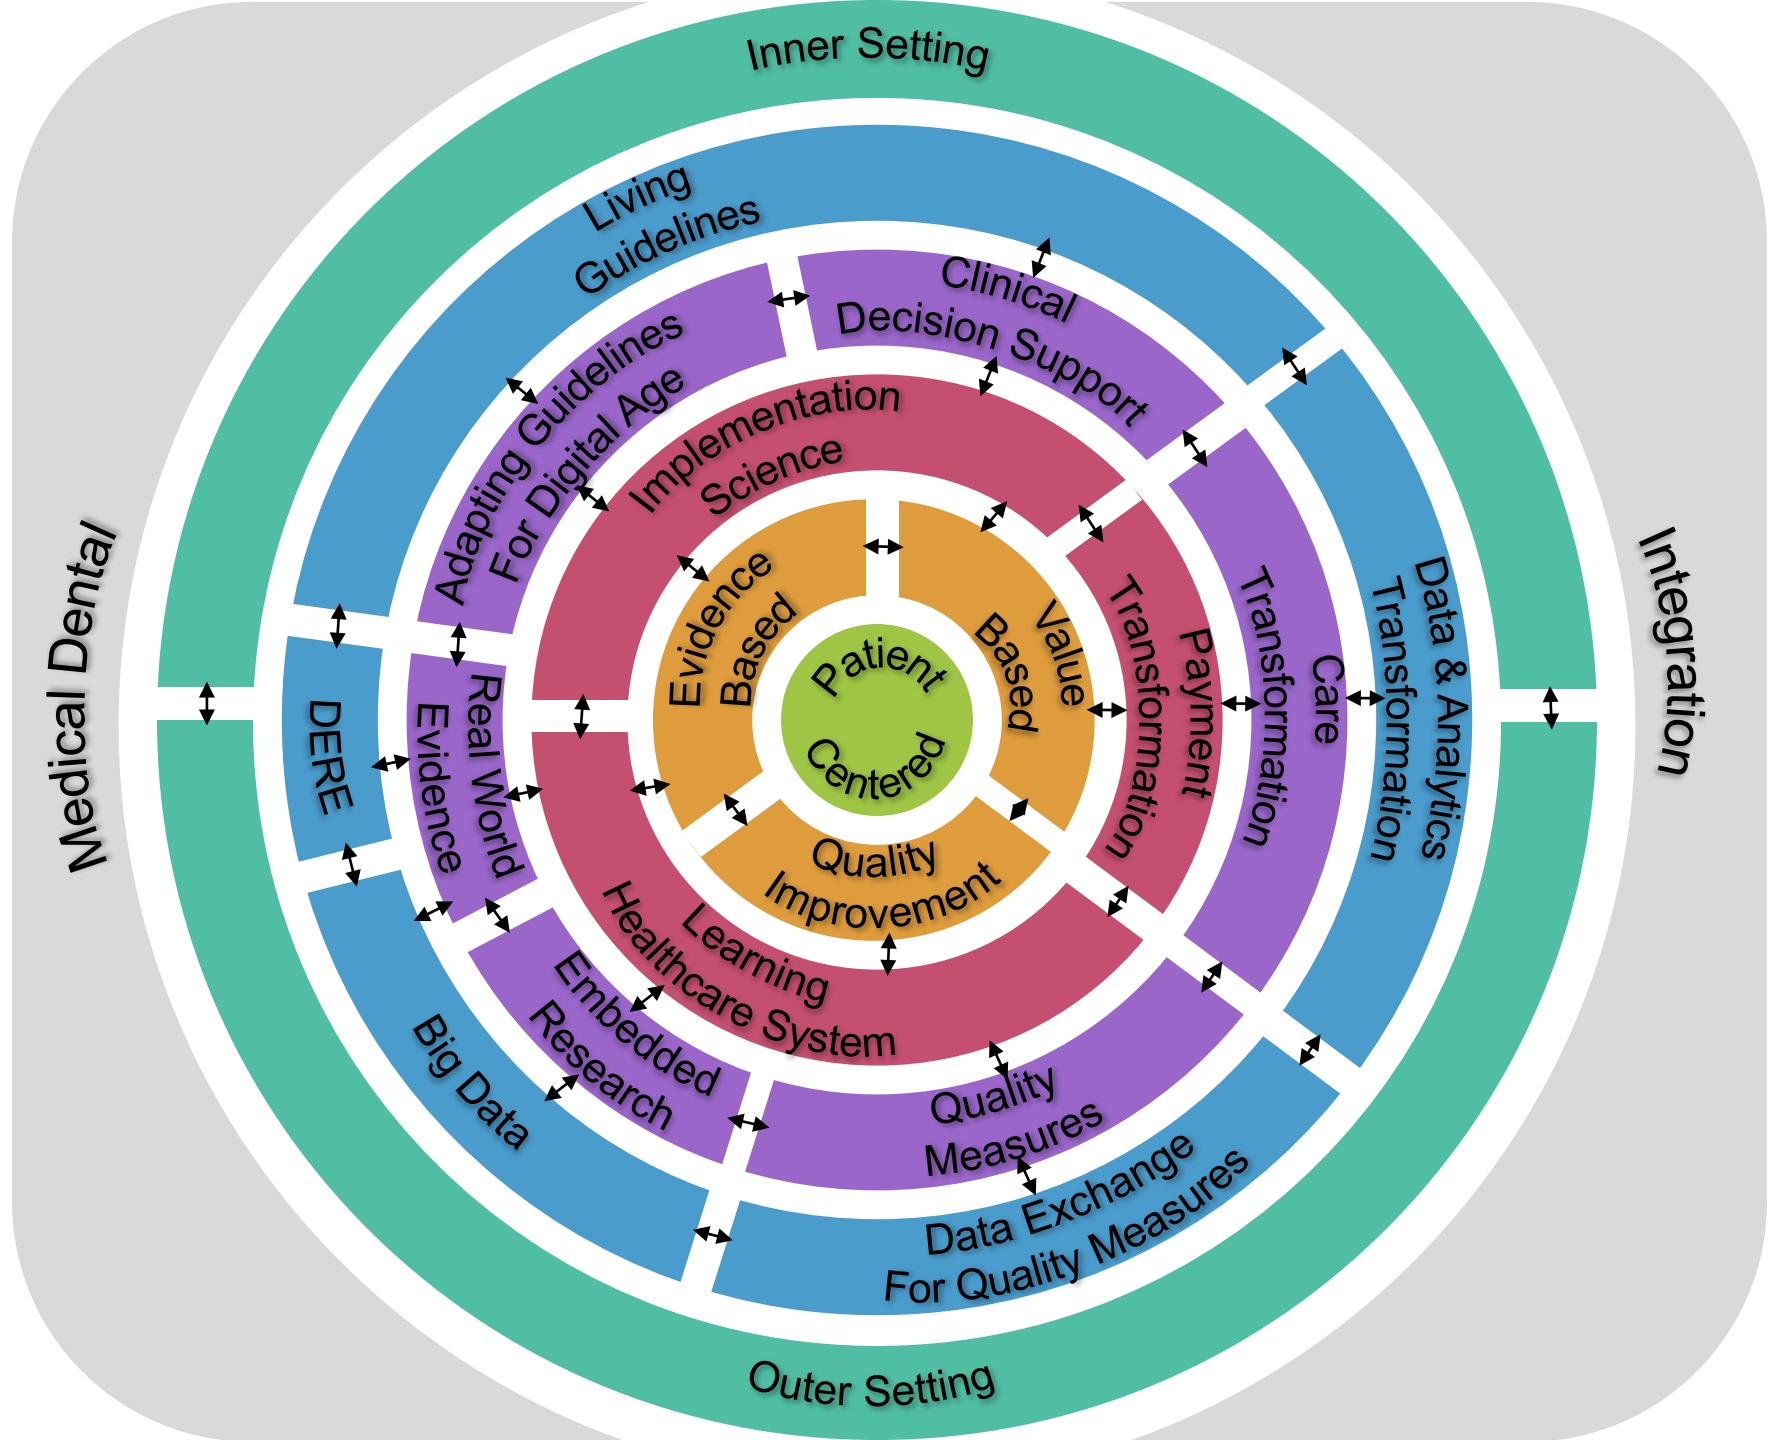 Inner Setting
Living
Guidelines
Clinical
Decision Support
Adapting Guidelines
For Digital Age
Implementation
Science
Evidence
Based
Value
Based
Patient
Centered
Quality
Improvement
Payment
Transformation
Care
Transformation
Data & Analytics
Transformation
Medical Dental
Integration
DERE
Real World
Evidence
Learning
Healthcare System
Embedded
Research
Big Data
Quality
Measures
Data Exchange
For Quality Measures
Outer Setting